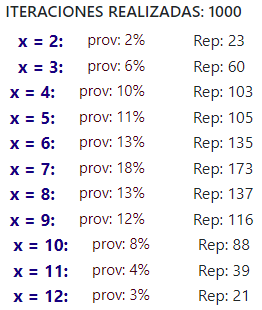 ITERACIONES REALIZADAS: 1000
x = 2: prov: 2% Rep: 23
x = 3: prov: 6% Rep: 60
x = 4: prov: 10% Rep: 103
x = 5: prov: 11% Rep: 105
x = 6: prov: 13% Rep: 135
x = 7: prov: 18% Rep: 173
x = 8: prov: 13% Rep: 137
x = 9: prov: 12% Rep: 116
x = 10: prov: 8% Rep: 88
x = 11: prov: 4% Rep: 39
x = 12: prov: 3% Rep: 21